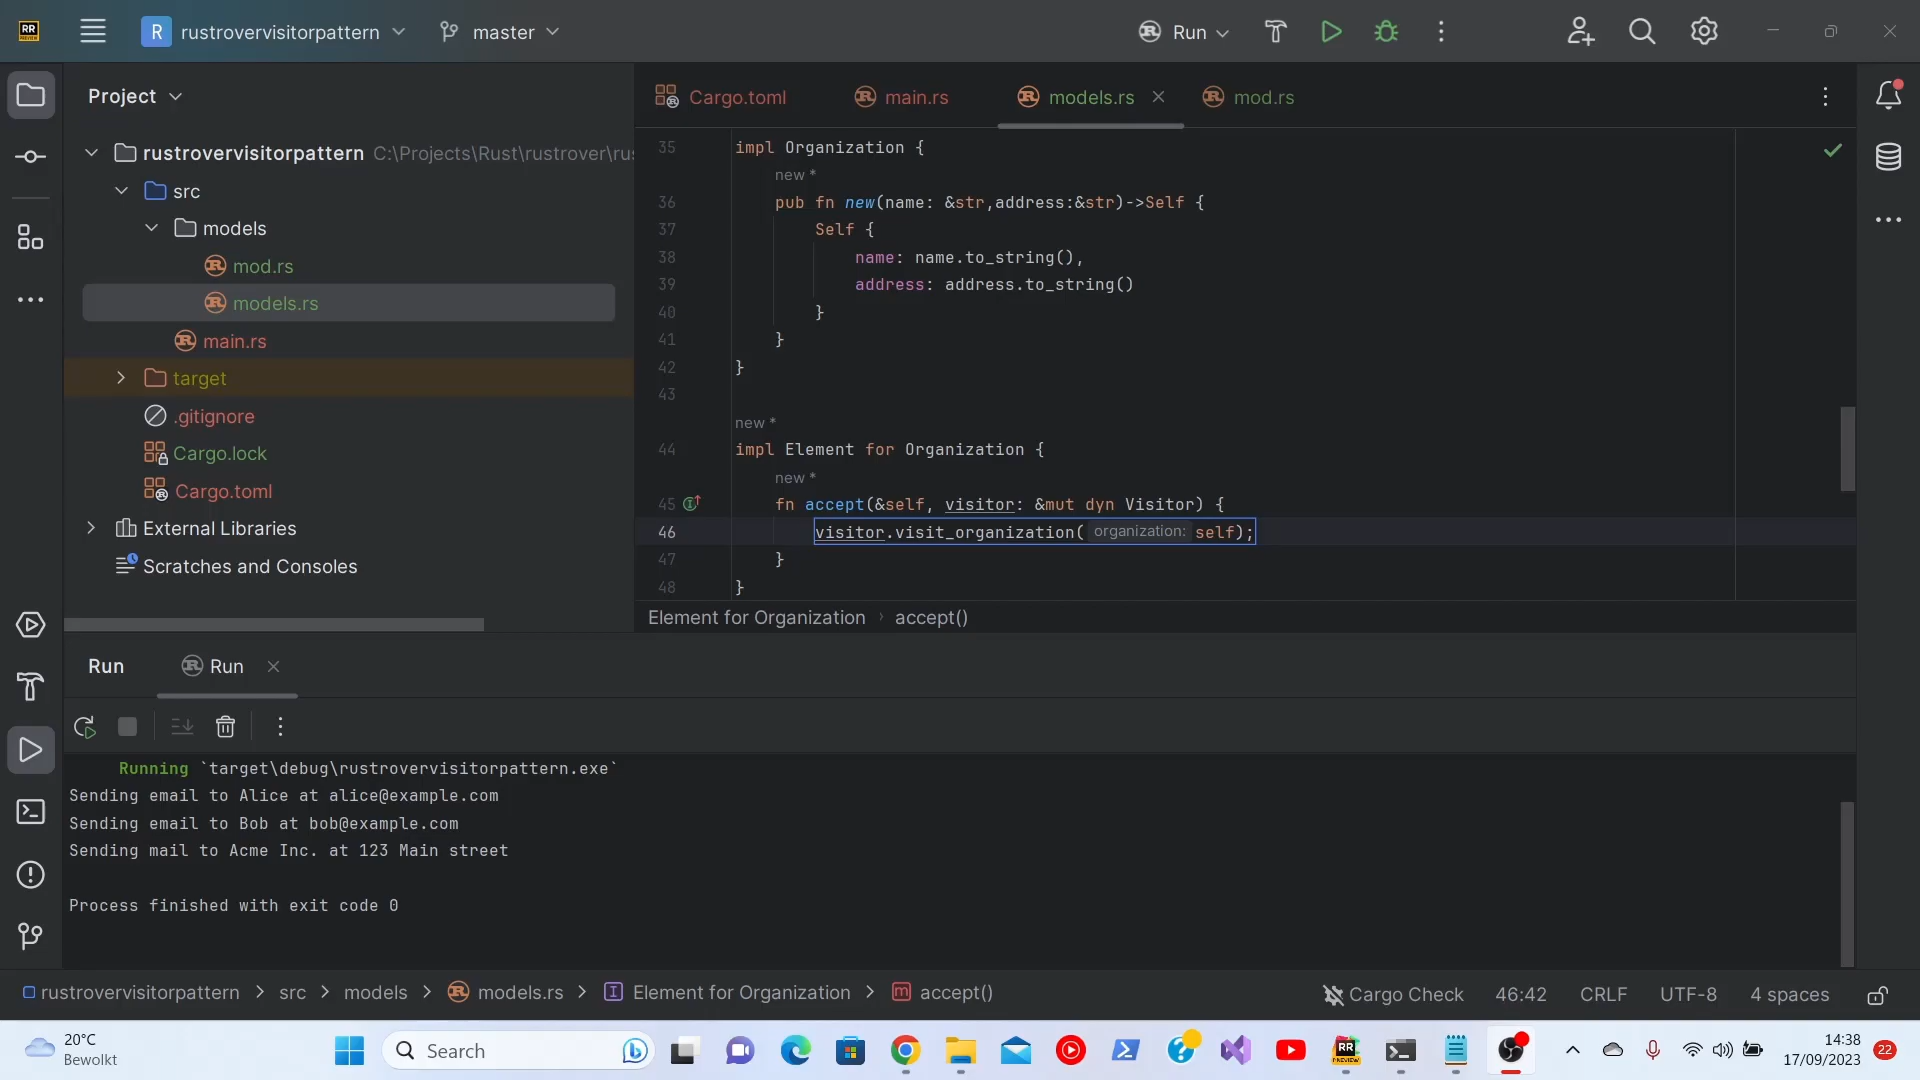 RR
PREVIEW
R rustrovervisitorpattern
master
Run
Project
rustrovervisitorpattern C:\Projects\Rust\rustrover\rus
src
models
mod.rs
models.rs
main.rs
target
.gitignore
Cargo.lock
Cargo.toml
External Libraries
Scratches and Consoles
Cargo.toml
main.rs
models.rs
mod.rs
35 impl Organization {
new *
36 pub fn new(name: &str,address:&str)->Self {
37 Self {
38 name: name.to_string(),
39 address: address.to_string()
40 }
41 }
42 }
43
new *
44 impl Element for Organization {
new *
45 fn accept(&self, visitor: &mut dyn Visitor) {
46 visitor.visit_organization( organization: self);
47 }
48 }
Element for Organization › accept()
Run
Run
Running `target\debug\rustrovervisitorpattern.exe`
Sending email to Alice at alice@example.com
Sending email to Bob at bob@example.com
Sending mail to Acme Inc. at 123 Main street
Process finished with exit code 0
rustrovervisitorpattern > src > models > models.rs > Element for Organization > accept()
Cargo Check
46:42
CRLF
UTF-8
4 spaces
20°C
Bewolkt
Search
RR
PREVIEW
14:38
17/09/2023
22